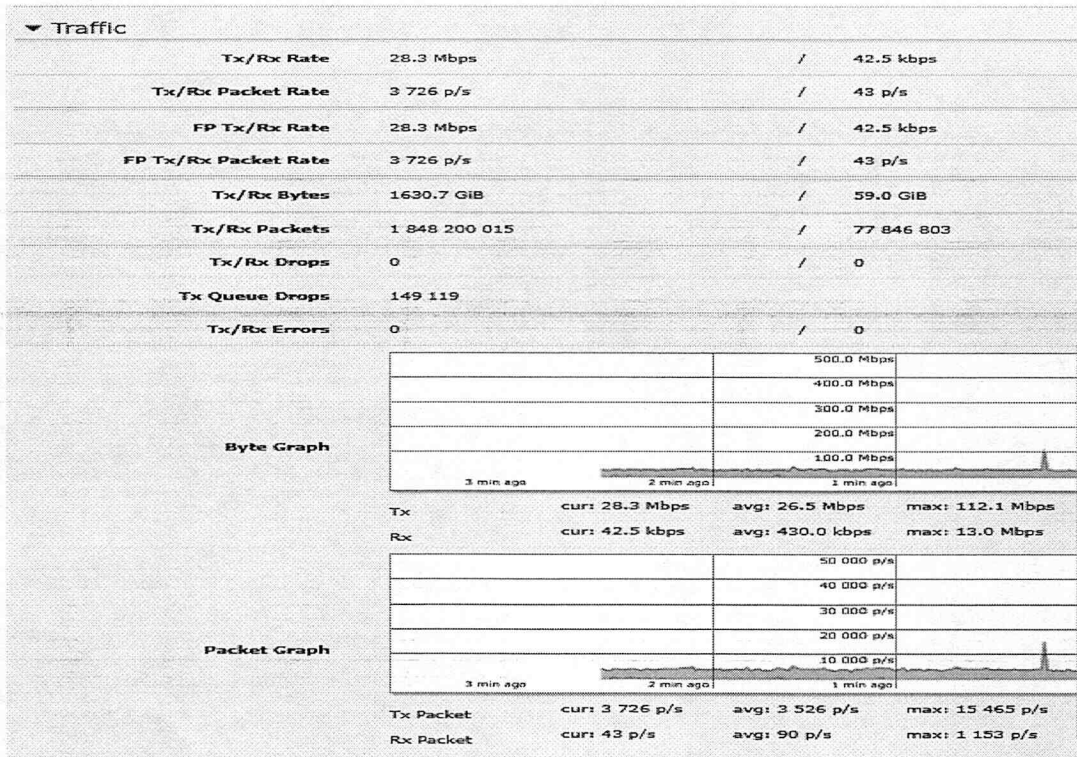 Traffic
Tx/Rx Rate 28.3 Mbps / 42.5 kbps
Tx/Rx Packet Rate 3 726 p/s / 43 p/s
FP Tx/Rx Rate 28.3 Mbps / 42.5 kbps
FP Tx/Rx Packet Rate 3 726 p/s / 43 p/s
Tx/Rx Bytes 1630.7 GiB / 59.0 GiB
Tx/Rx Packets 1 848 200 015 / 77 846 803
Tx/Rx Drops 0 / 0
Tx Queue Drops 149 119
Tx/Rx Errors 0 / 0
500.0 Mbps
400.0 Mbps
300.0 Mbps
200.0 Mbps
Byte Graph
100.0 Mbps
3 min ago 2 min ago 1 min ago
Tx cur: 28.3 Mbps avg: 26.5 Mbps max: 112.1 Mbps
Rx cur: 42.5 kbps avg: 430.0 kbps max: 13.0 Mbps
50 000 p/s
40 000 p/s
30 000 p/s
20 000 p/s
Packet Graph
10 000 p/s
3 min ago 2 min ago 1 min ago
Tx Packet cur: 3 726 p/s avg: 3 526 p/s max: 15 465 p/s
Rx Packet cur: 43 p/s avg: 90 p/s max: 1 153 p/s